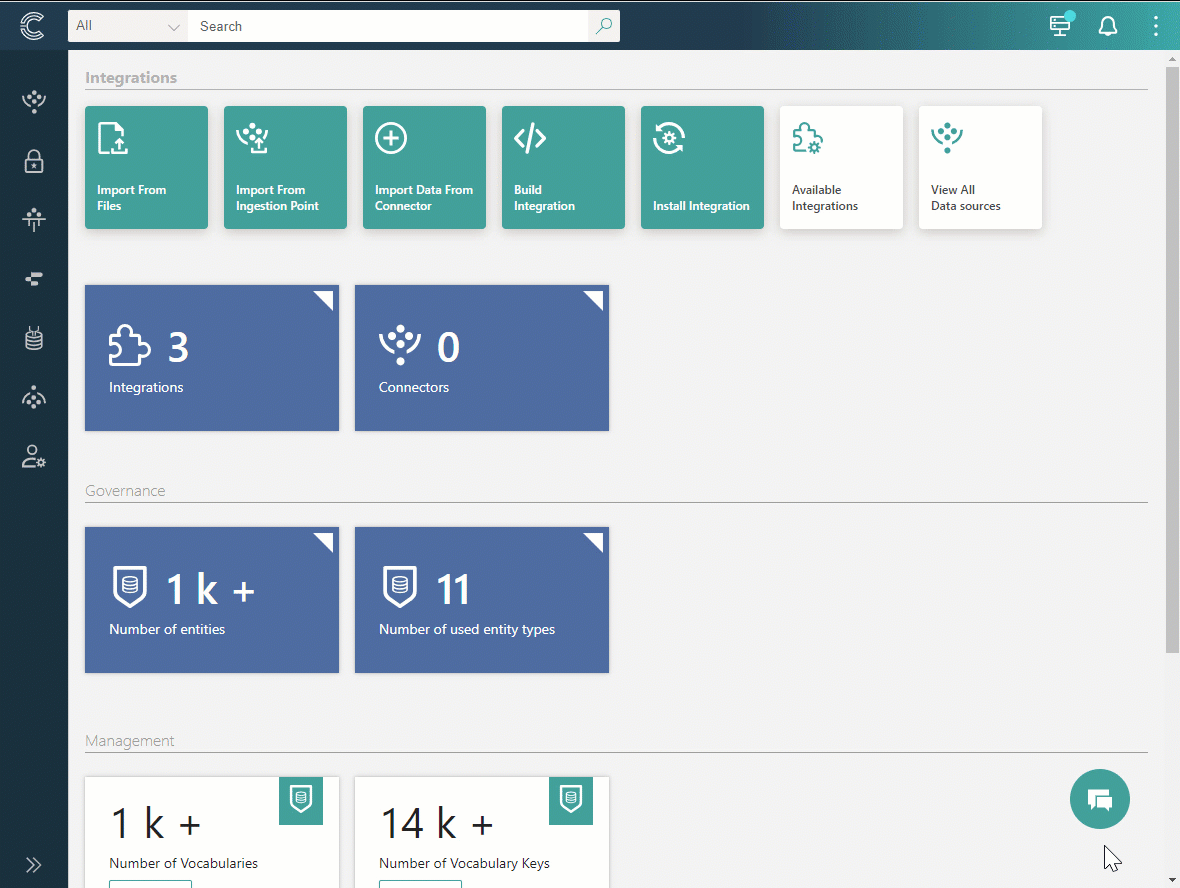 All
Search
Integrations
Import From
Files
Import From
Ingestion Point
Import Data From
Connector
Build
Integration
Install Integration
Available
Integrations
View All
Data sources
3
Integrations
0
Connectors
Governance
1 k +
Number of entities
11
Number of used entity types
Management
1 k +
Number of Vocabularies
14 k +
Number of Vocabulary Keys